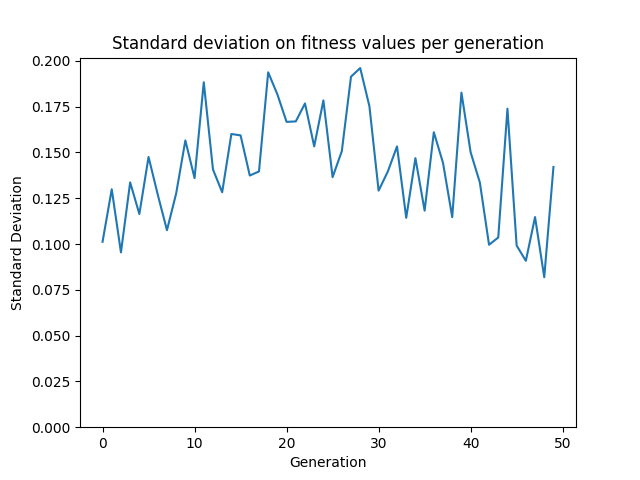 Standard deviation on fitness values per generation
0.200
0.175
0.150
0.125
0.100
0.075
0.050
0.025
0.000
Standard Deviation
0 10 20 30 40 50
Generation